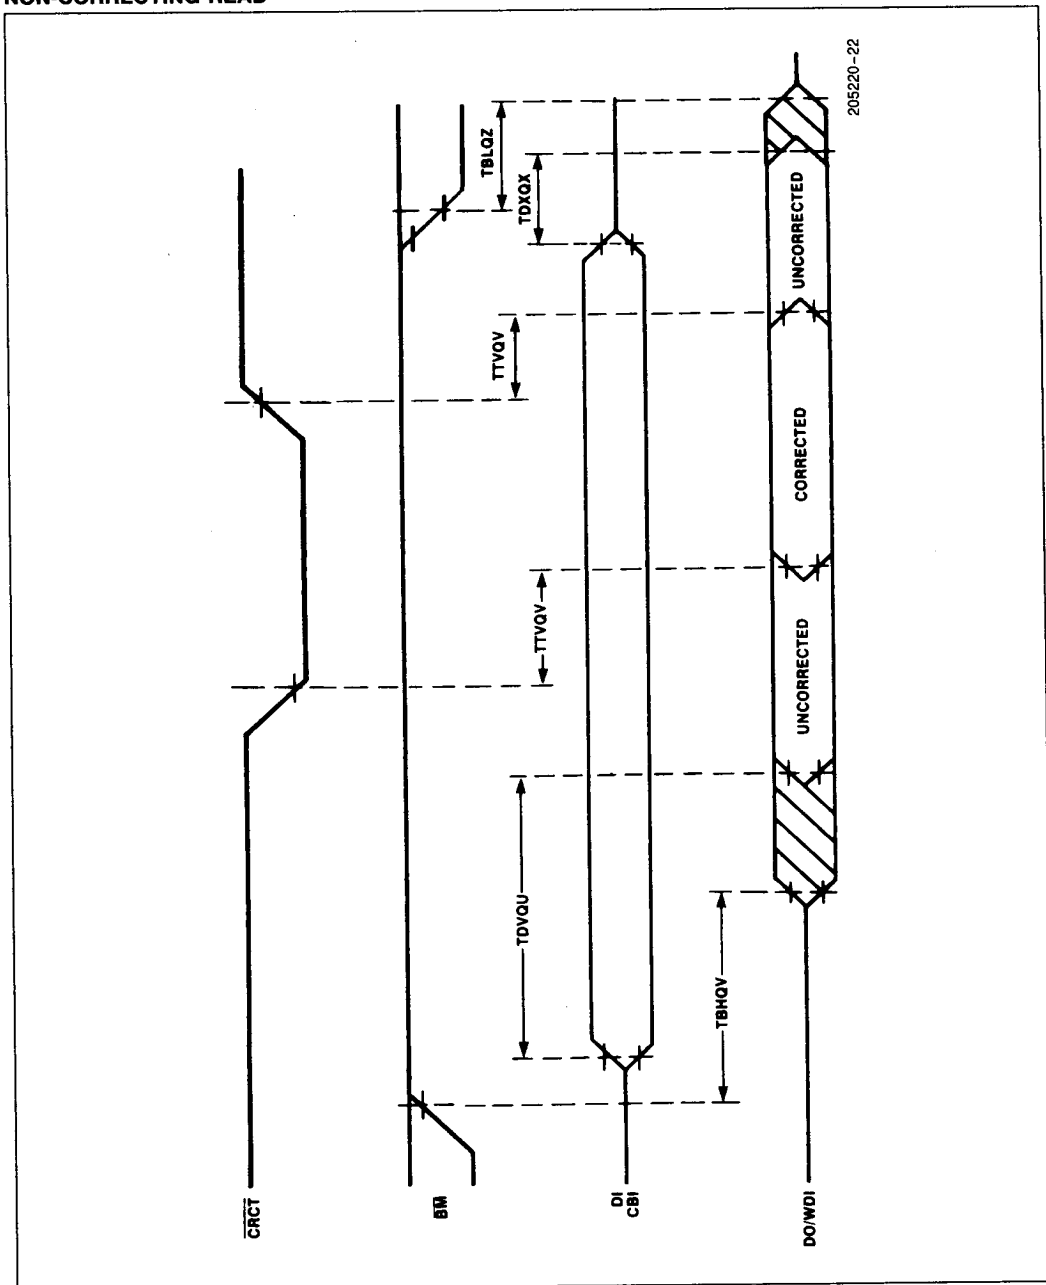 NON-CORRECTING READ
CRCT
BM
DI
CBI
DO/WDI
TBHQV
TDVQU
TTVQV
TTVQV
TDXQX
TBLQZ
UNCORRECTED
CORRECTED
UNCORRECTED
205220-22